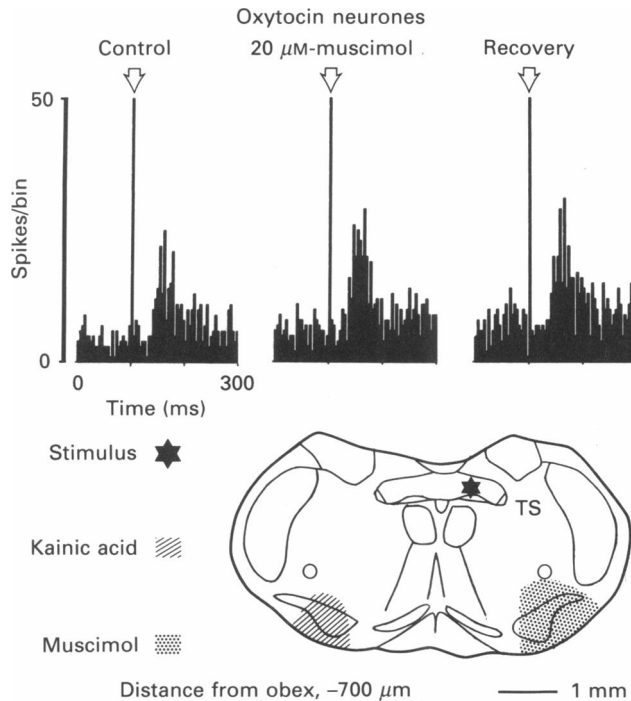 Oxytocin neurones
Control 20 μM-muscimol Recovery
50
Spikes/bin
0
0 300
Time (ms)
Stimulus
TS
Kainic acid
Muscimol
Distance from obex, –700 μm 1 mm